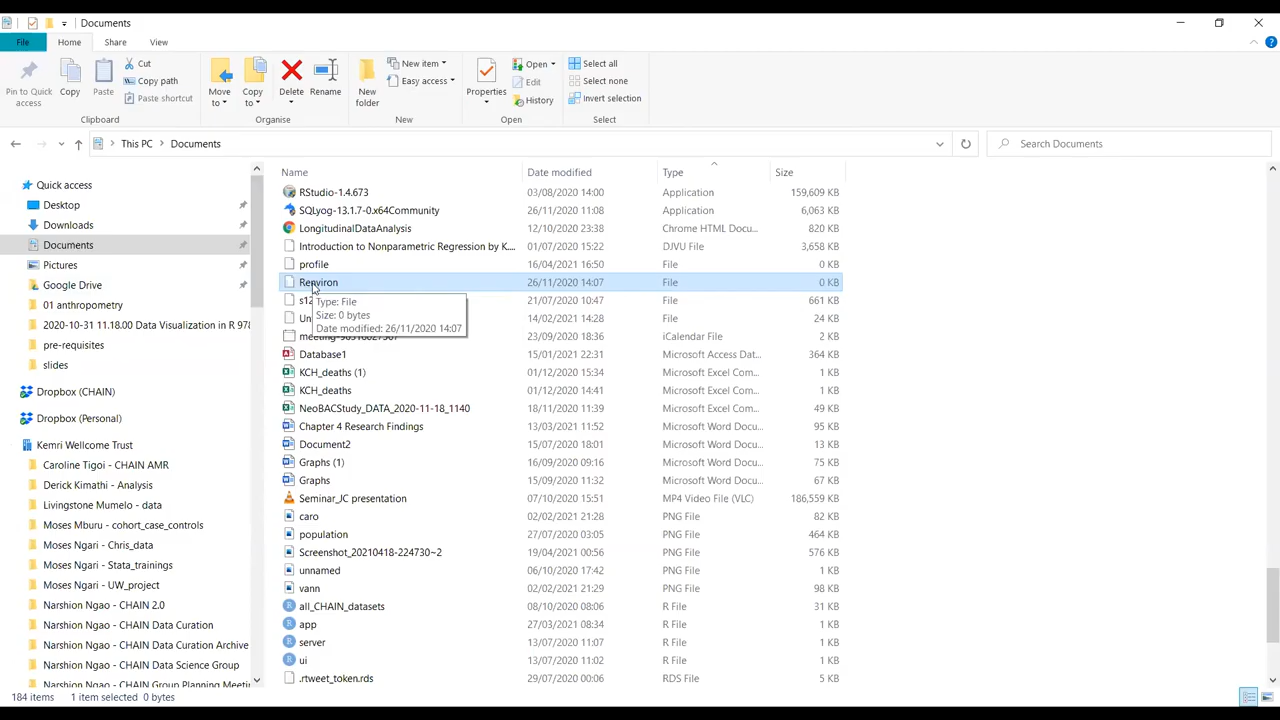 Documents
File Home Share View
Pin to Quick access
Copy
Paste
Cut
Copy path
Paste shortcut
Clipboard
Move to
Copy to
Delete
Rename
Organise
New folder
New item
Easy access
New
Properties
Open
Edit
History
Open
Select all
Select none
Invert selection
Select
This PC Documents
Search Documents
Quick access
Desktop
Downloads
Documents
Pictures
Google Drive
01 anthropometry
2020-10-31 11.18.00 Data Visualization in R 978
pre-requisites
slides
Dropbox (CHAIN)
Dropbox (Personal)
Kemri Wellcome Trust
Caroline Tigoi - CHAIN AMR
Derick Kimathi - Analysis
Livingstone Mumelo - data
Moses Mburu - cohort_case_controls
Moses Ngari - Chris_data
Moses Ngari - Stata_trainings
Moses Ngari - UW_project
Narshion Ngao - CHAIN 2.0
Narshion Ngao - CHAIN Data Curation
Narshion Ngao - CHAIN Data Curation Archive
Narshion Ngao - CHAIN Data Science Group
Narshion Ngao - CHAIN Group Planning Meetin
Name Date modified Type Size
RStudio-1.4.673 03/08/2020 14:00 Application 159,609 KB
SQLyog-13.1.7-0.x64Community 26/11/2020 11:08 Application 6,063 KB
LongitudinalDataAnalysis 12/10/2020 23:38 Chrome HTML Docu... 820 KB
Introduction to Nonparametric Regression by K.... 01/07/2020 15:22 DJVU File 3,658 KB
profile 16/04/2021 16:50 File 0 KB
Renviron 26/11/2020 14:07 File 0 KB
s12 21/07/2020 10:47 File 661 KB
Un 14/02/2021 14:28 File 24 KB
23/09/2020 18:36 iCalendar File 2 KB
Type: File
Size: 0 bytes
Date modified: 26/11/2020 14:07
Database1 15/01/2021 22:31 Microsoft Access Dat... 364 KB
KCH_deaths (1) 01/12/2020 15:34 Microsoft Excel Com... 1 KB
KCH_deaths 01/12/2020 14:41 Microsoft Excel Com... 1 KB
NeoBACStudy_DATA_2020-11-18_1140 18/11/2020 11:39 Microsoft Excel Com... 49 KB
Chapter 4 Research Findings 13/03/2021 11:52 Microsoft Word Docu... 95 KB
Document2 15/07/2020 18:01 Microsoft Word Docu... 13 KB
Graphs (1) 16/09/2020 09:16 Microsoft Word Docu... 75 KB
Graphs 15/09/2020 11:32 Microsoft Word Docu... 67 KB
Seminar_JC presentation 07/10/2020 15:51 MP4 Video File (VLC) 186,559 KB
caro 02/02/2021 21:28 PNG File 82 KB
population 27/07/2020 03:05 PNG File 464 KB
Screenshot_20210418-224730~2 19/04/2021 00:56 PNG File 576 KB
unnamed 06/10/2020 17:42 PNG File 1 KB
vann 02/02/2021 21:29 PNG File 98 KB
all_CHAIN_datasets 08/10/2020 08:06 R File 31 KB
app 27/03/2021 08:34 R File 1 KB
server 13/07/2020 11:07 R File 1 KB
ui 13/07/2020 11:02 R File 1 KB
.rtweet_token.rds 29/07/2020 00:06 RDS File 5 KB
184 items 1 item selected 0 bytes